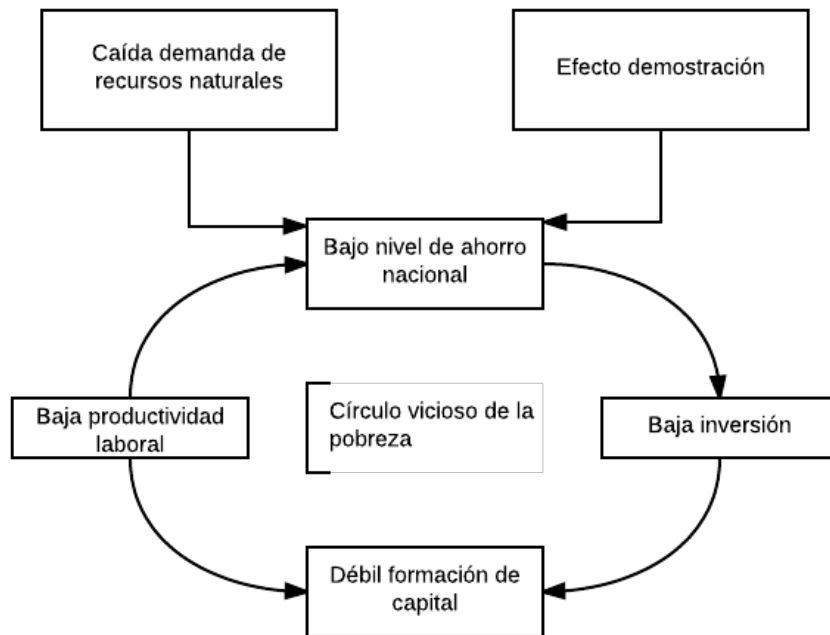 Caída demanda de
recursos naturales
Efecto demostración
Bajo nivel de ahorro
nacional
Baja productividad
laboral
Círculo vicioso de la
pobreza
Baja inversión
Débil formación de
capital